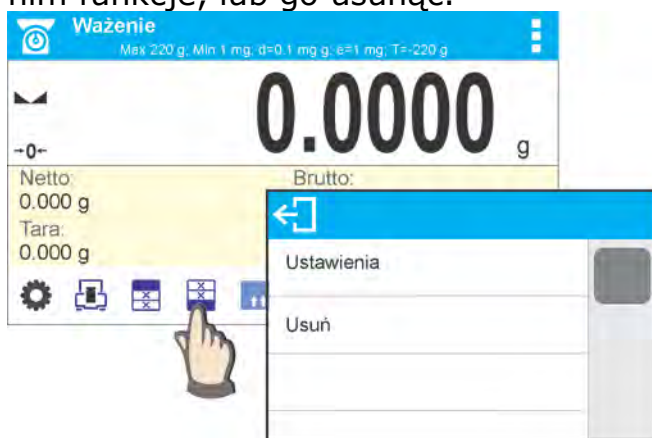 nim funkcję, lub go usunąć.
Ważenie
Max 220 g; Min 1 mg; d=0.1 mg g; e=1 mg; T=-220 g
→0←
0.0000 g
Netto: Brutto:
0.000 g
Tara:
0.000 g
Ustawienia
Usuń